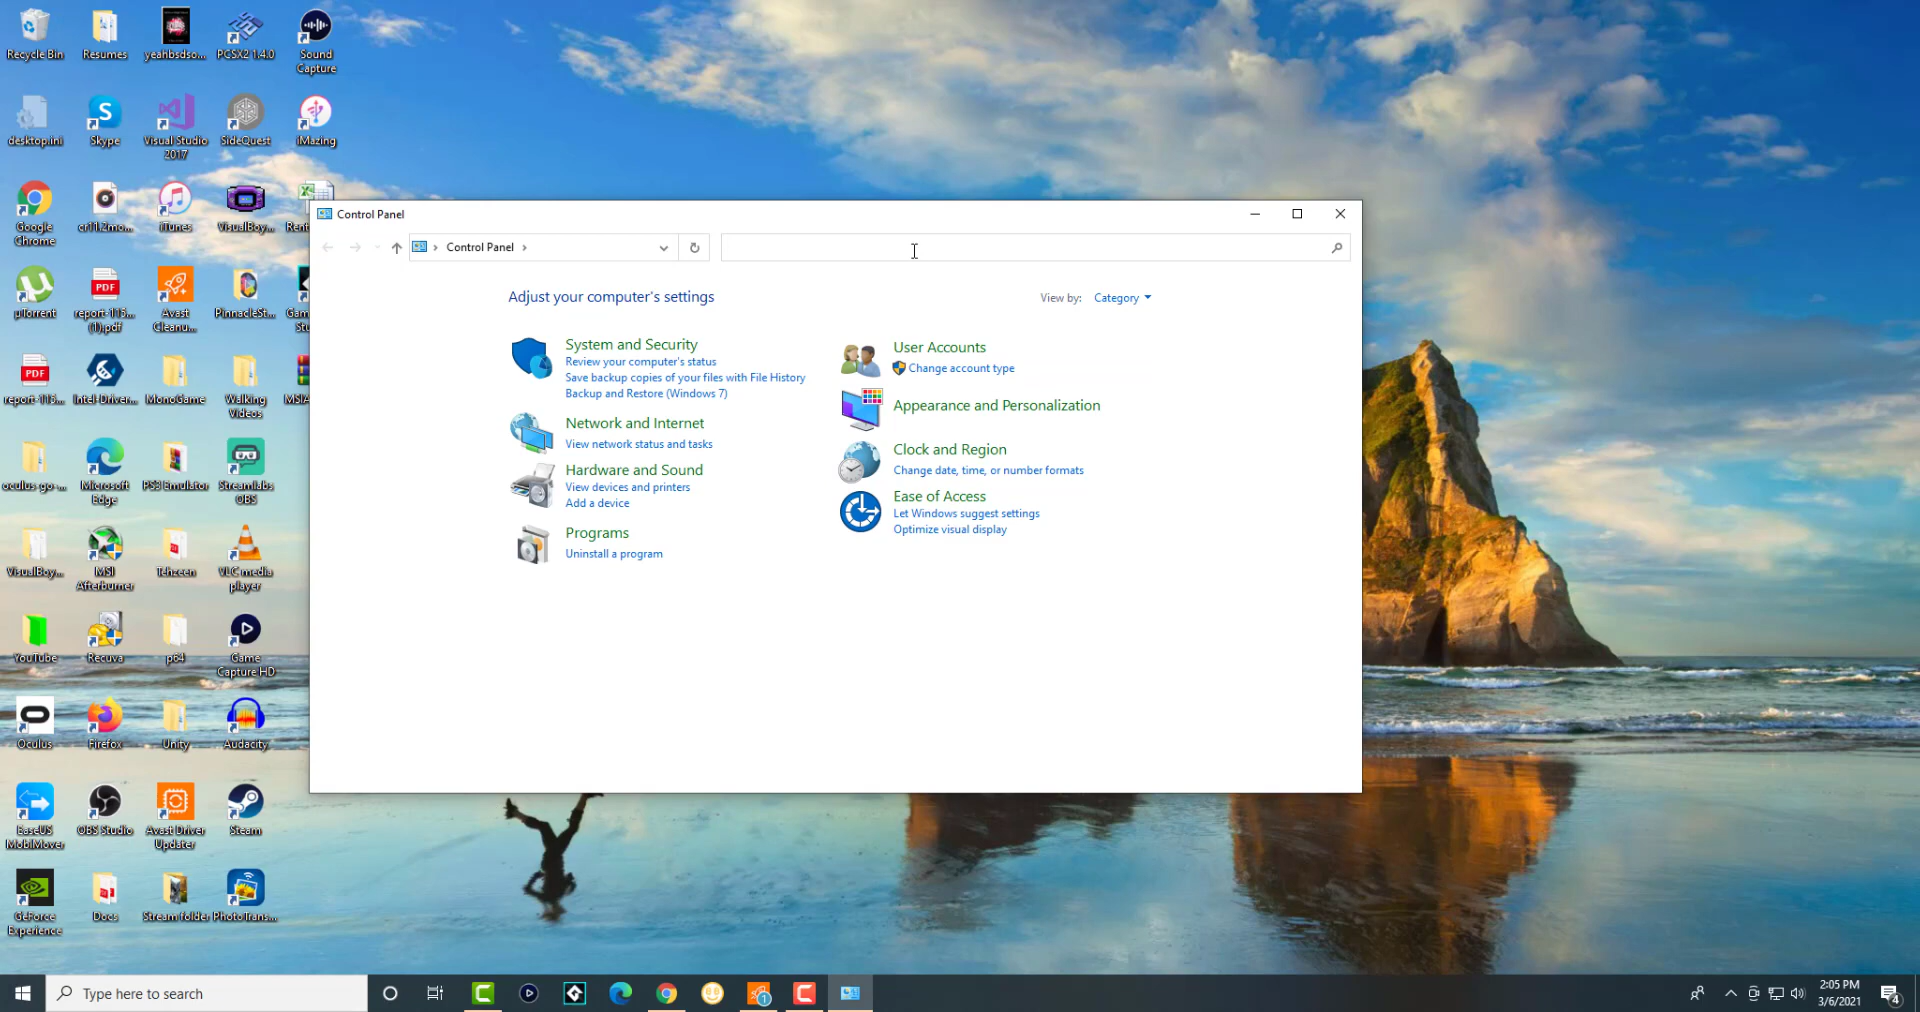 Recycle Bin
Resumes
yeahbsdso...
PCSX2 1.4.0
Sound
Capture
desktop.ini
Skype
Visual Studio
2017
SideQuest
iMazing
Google
Chrome
cr11.2mo...
iTunes
VisualBoy...
µTorrent
report-115...
(1).pdf
Avast
Cleanu...
PinnacleSt...
report-115...
Intel-Driver...
MonoGame
Walking
Videos
oculus-go-...
Microsoft
Edge
PS3 Emulator
Streamlabs
OBS
VisualBoy...
MSI
Afterburner
Tehzeen
VLC media
player
YouTube
Recuva
p64
Game
Capture HD
Oculus
Firefox
Unity
Audacity
EaseUS
MobiMover
OBS Studio
Avast Driver
Updater
Steam
GeForce
Experience
Docs
Stream folder
PhotoTrans...
Control Panel
Control Panel
Adjust your computer's settings
View by: Category
System and Security
Review your computer's status
Save backup copies of your files with File History
Backup and Restore (Windows 7)
Network and Internet
View network status and tasks
Hardware and Sound
View devices and printers
Add a device
Programs
Uninstall a program
User Accounts
Change account type
Appearance and Personalization
Clock and Region
Change date, time, or number formats
Ease of Access
Let Windows suggest settings
Optimize visual display
Type here to search
1
2:05 PM
3/6/2021
4